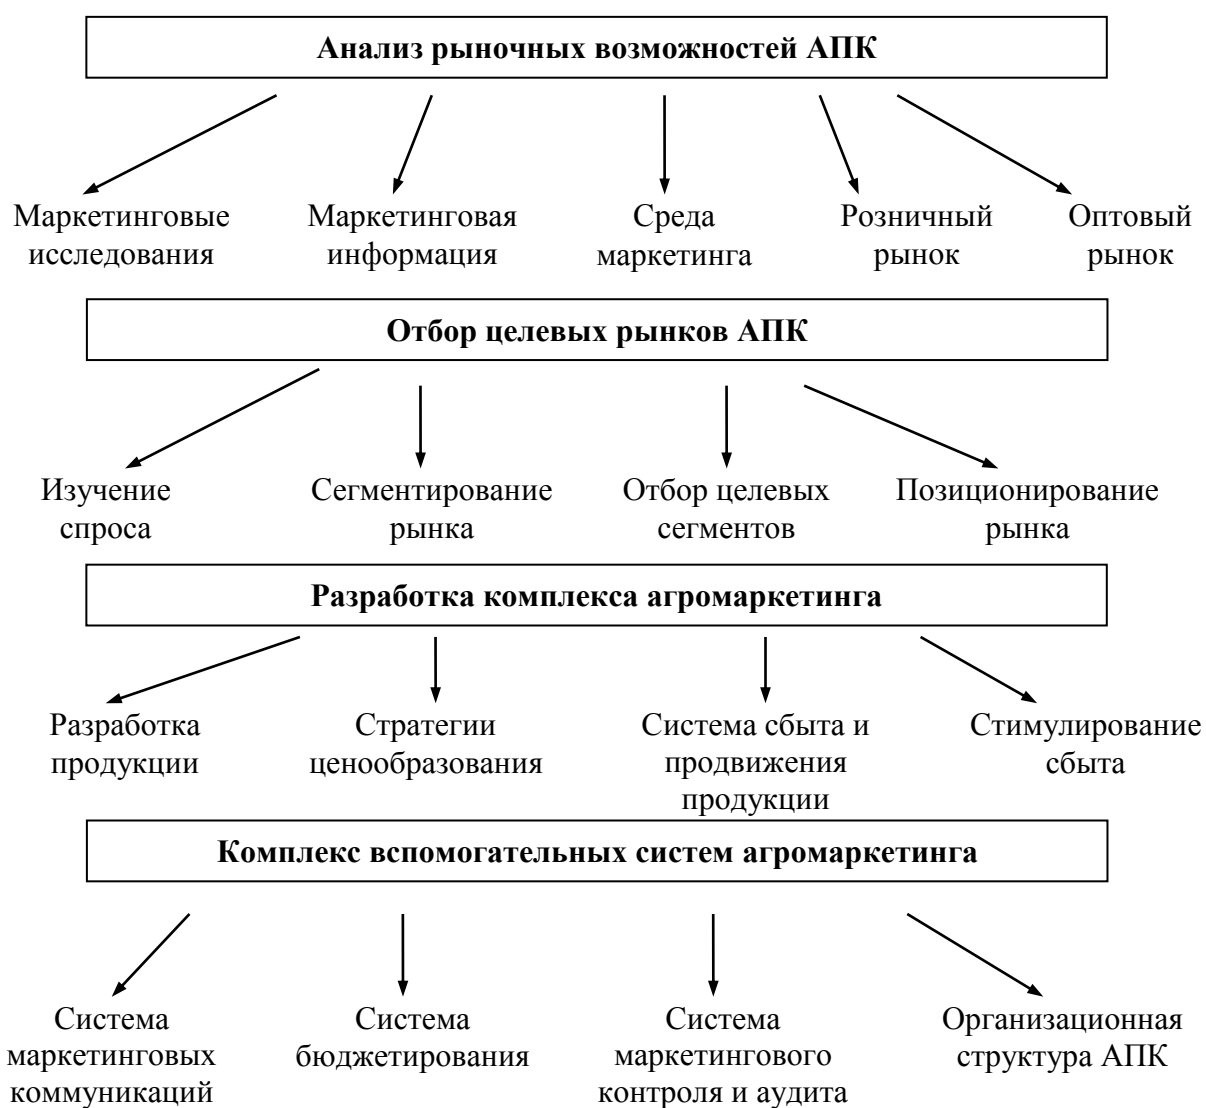 Анализ рыночных возможностей АПК
Маркетинговые
исследования
Маркетинговая
информация
Среда
маркетинга
Розничный
рынок
Оптовый
рынок
Отбор целевых рынков АПК
Изучение
спроса
Сегментирование
рынка
Отбор целевых
сегментов
Позиционирование
рынка
Разработка комплекса агромаркетинга
Разработка
продукции
Стратегии
ценообразования
Система сбыта и
продвижения
продукции
Стимулирование
сбыта
Комплекс вспомогательных систем агромаркетинга
Система
маркетинговых
коммуникаций
Система
бюджетирования
Система
маркетингового
контроля и аудита
Организационная
структура АПК